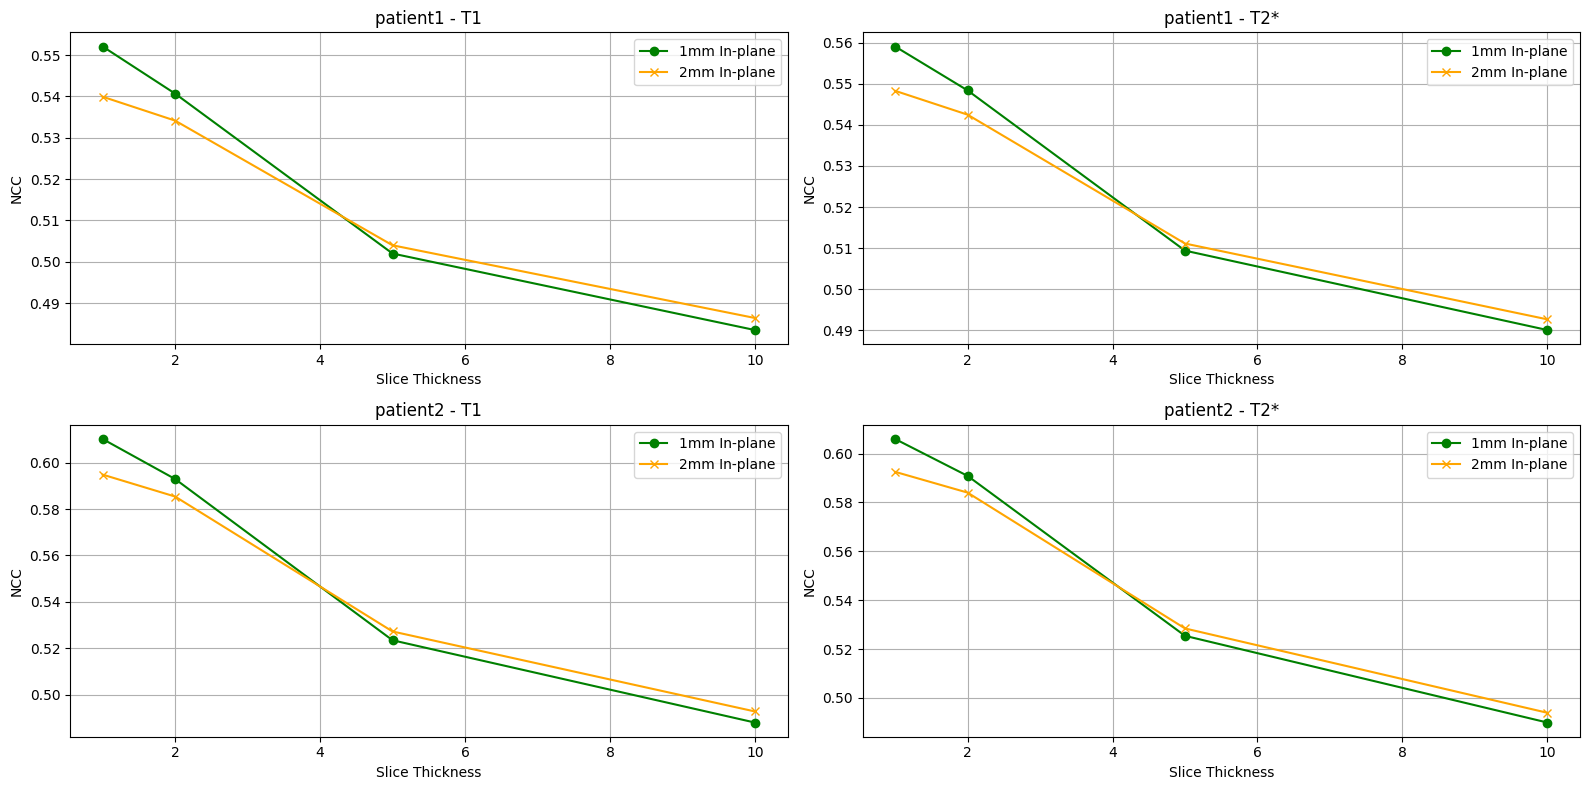 patient1 - T1
0.55
0.54
0.53
0.52
0.51
0.50
0.49
NCC
2 4 6 8 10
Slice Thickness
1mm In-plane
2mm In-plane
patient1 - T2*
0.56
0.55
0.54
0.53
0.52
0.51
0.50
0.49
NCC
2 4 6 8 10
Slice Thickness
1mm In-plane
2mm In-plane
patient2 - T1
0.60
0.58
0.56
0.54
0.52
0.50
NCC
2 4 6 8 10
Slice Thickness
1mm In-plane
2mm In-plane
patient2 - T2*
0.60
0.58
0.56
0.54
0.52
0.50
NCC
2 4 6 8 10
Slice Thickness
1mm In-plane
2mm In-plane